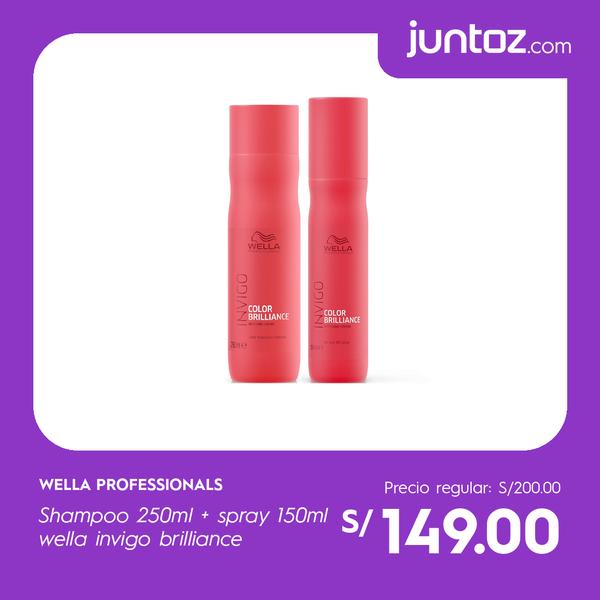 juntoz.com
WELLA
WELLA
INVIGO
COLOR
BRILLIANCE
INVIGO
COLOR
BRILLIANCE
WELLA PROFESSIONALS
Precio regular: S/200.00
Shampoo 250ml + spray 150ml
wella invigo brilliance
S/149.00